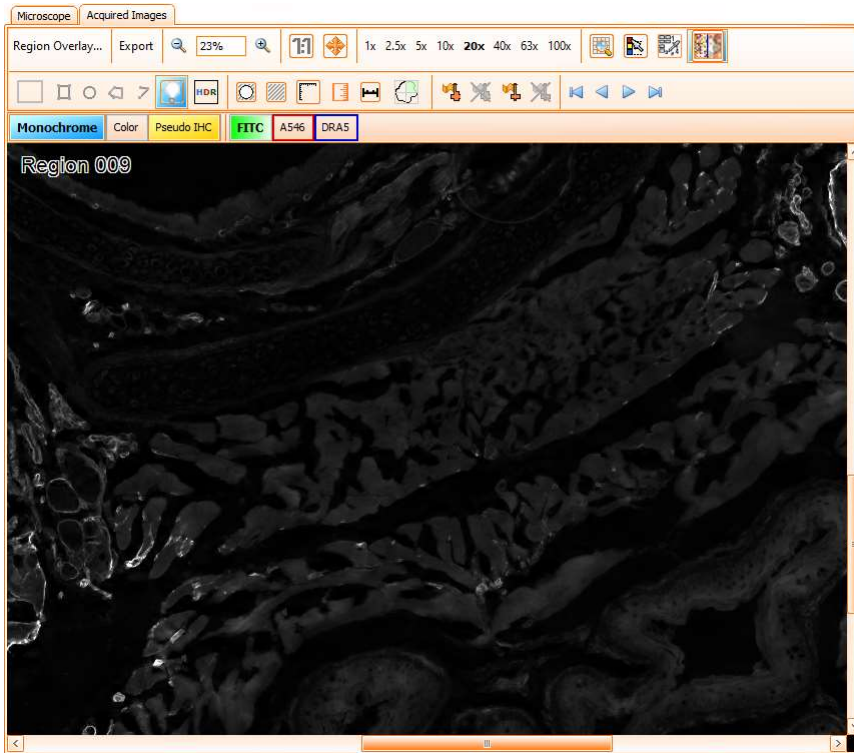 Microscope Acquired Images
Region Overlay... Export 23% 1:1 1x 2.5x 5x 10x 20x 40x 63x 100x
HDR
Monochrome Color Pseudo IHC FITC A546 DRA5
Region 009